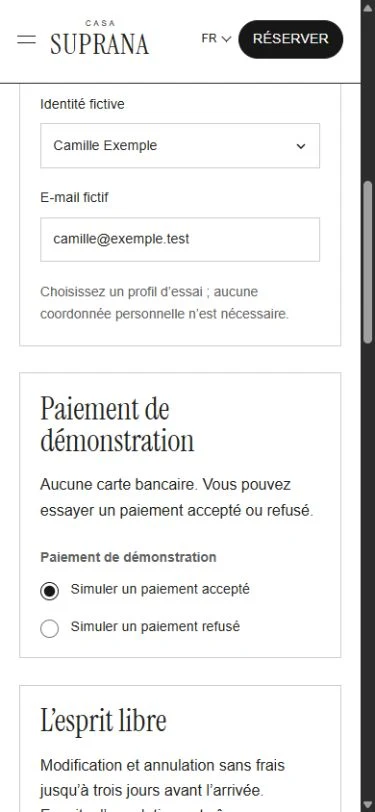 CASA
SUPRANA
FR
RÉSERVER
Identité fictive
Camille Exemple
E-mail fictif
camille@exemple.test
Choisissez un profil d’essai ; aucune
coordonnée personnelle n’est nécessaire.
Paiement de
démonstration
Aucune carte bancaire. Vous pouvez
essayer un paiement accepté ou refusé.
Paiement de démonstration
Simuler un paiement accepté
Simuler un paiement refusé
L’esprit libre
Modification et annulation sans frais
jusqu’à trois jours avant l’arrivée.